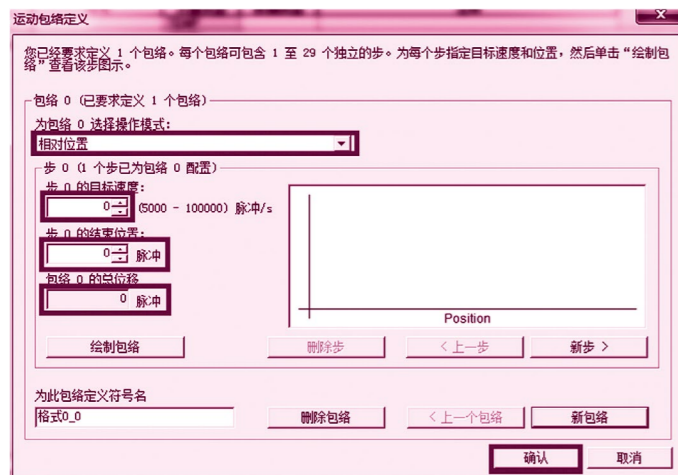 运动包络定义
您已经要求定义 1 个包络。每个包络可包含 1 至 29 个独立的步。为每个步指定目标速度和位置，然后单击“绘制包
络”查看该步图示。
包络 0 (已要求定义 1 个包络)
为包络 0 选择操作模式:
相对位置
步 0 (1 个步已为包络 0 配置)
步 0 的目标速度:
0 (5000 - 100000) 脉冲/s
步 0 的结束位置:
0 脉冲
包络 0 的总位移
0 脉冲
Position
绘制包络 删除步 <上一步 新步 >
为此包络定义符号名
格式0_0 删除包络 <上一个包络 新包络
确认 取消